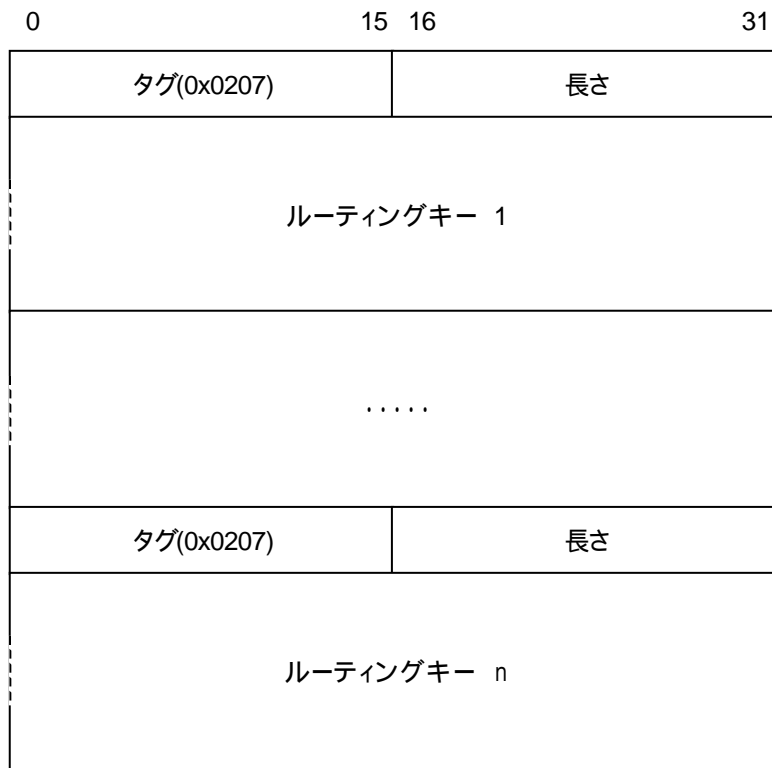 0 15 16 31
タグ(0x0207) 長さ
ルーティングキー 1
.....
タグ(0x0207) 長さ
ルーティングキー n